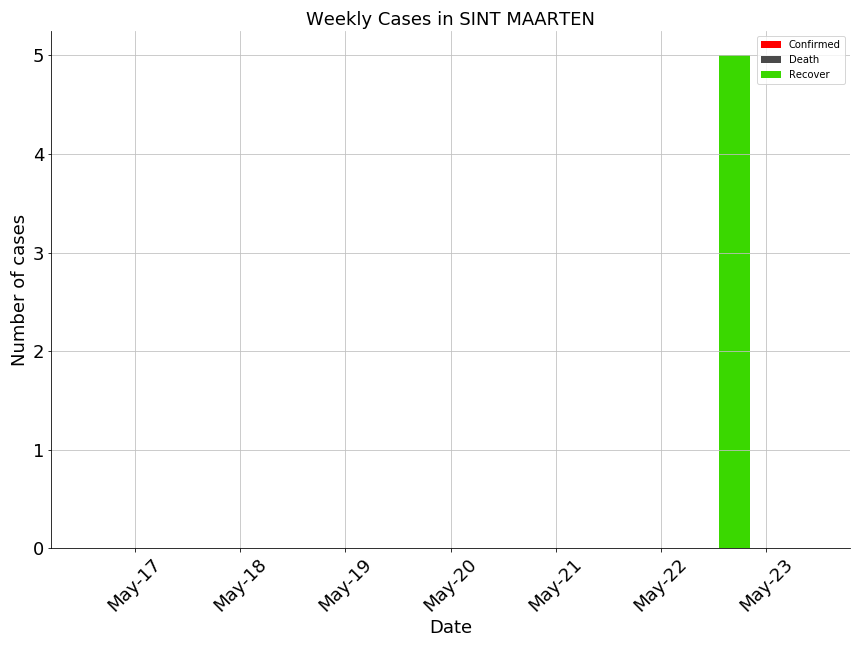 Weekly Cases in SINT MAARTEN
Confirmed
Death
Recover
Number of cases
5
4
3
2
1
0
May-17
May-18
May-19
May-20
May-21
May-22
May-23
Date